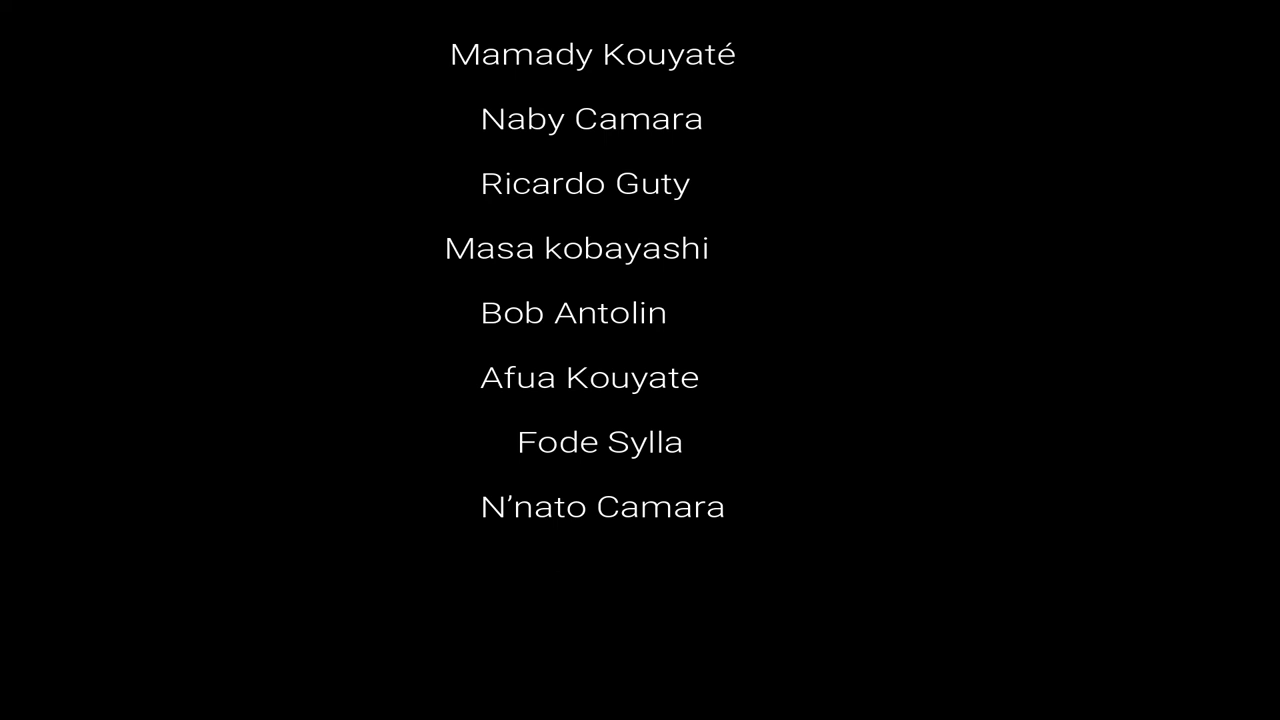 Mamady Kouyaté
Naby Camara
Ricardo Guty
Masa kobayashi
Bob Antolin
Afua Kouyate
Fode Sylla
N’nato Camara